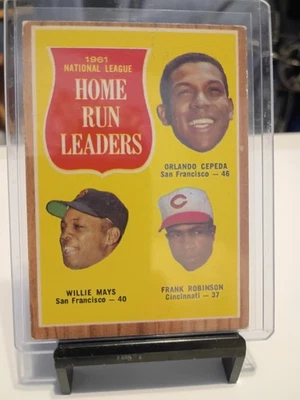 1961
NATIONAL LEAGUE
HOME
RUN
LEADERS
ORLANDO CEPEDA
San Francisco — 46
WILLIE MAYS
San Francisco — 40
FRANK ROBINSON
Cincinnati — 37